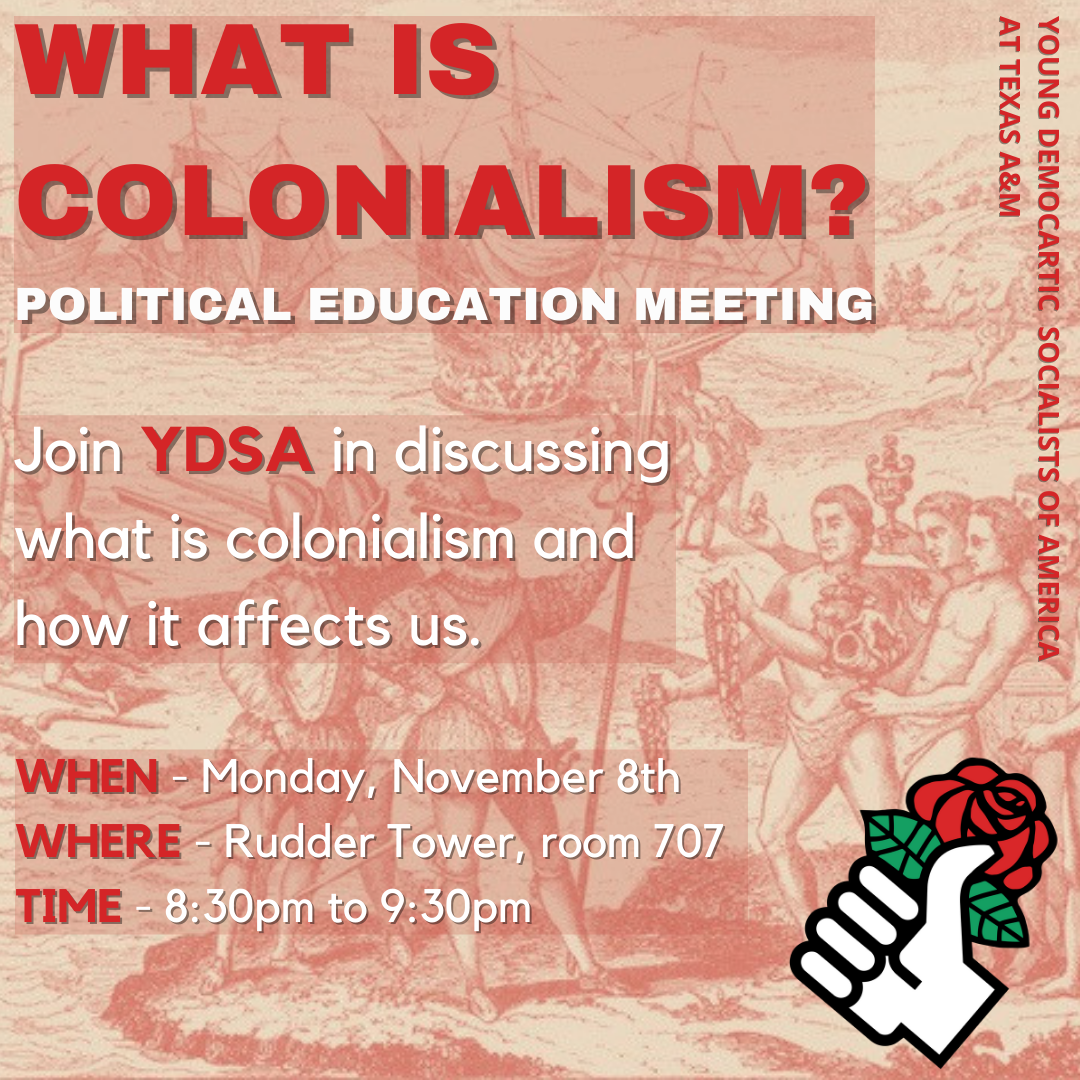 WHAT IS
COLONIALISM?
POLITICAL EDUCATION MEETING
Join YDSA in discussing
what is colonialism and
how it affects us.
WHEN - Monday, November 8th
WHERE - Rudder Tower, room 707
TIME - 8:30pm to 9:30pm
YOUNG DEMOCARTIC SOCIALISTS OF AMERICA
AT TEXAS A&M